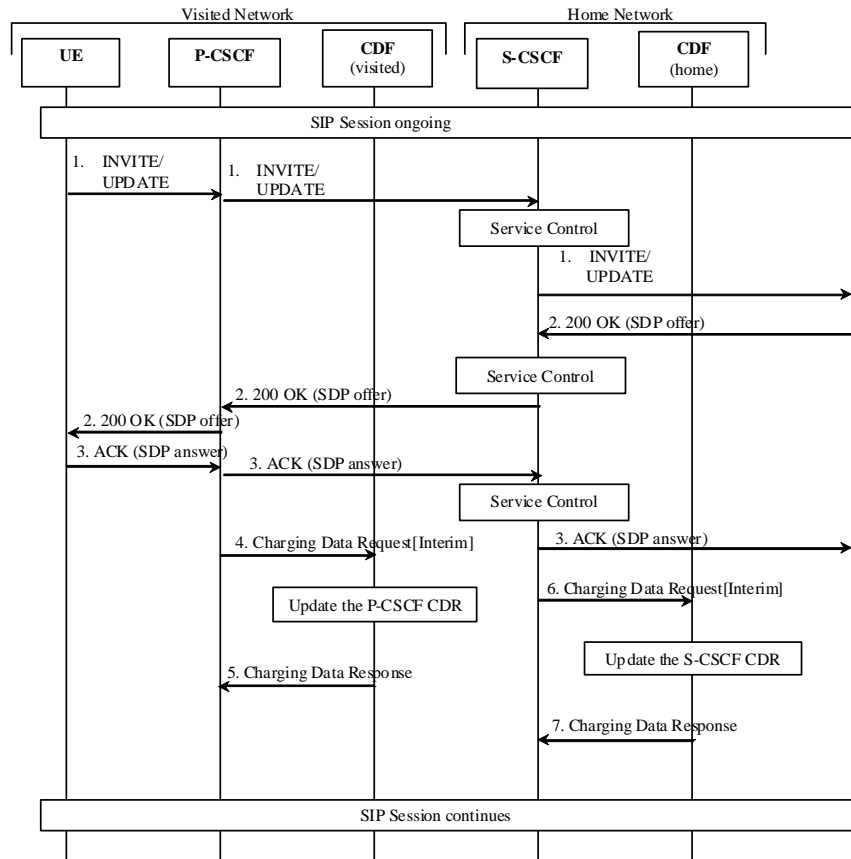 Visited Network
Home Network
UE
P-CSCF
CDF
(visited)
S-CSCF
CDF
(home)
SIP Session ongoing
1. INVITE/
UPDATE
1. INVITE/
UPDATE
Service Control
1. INVITE/
UPDATE
2. 200 OK (SDP offer)
Service Control
2. 200 OK (SDP offer)
2. 200 OK (SDP offer)
3. ACK (SDP answer)
3. ACK (SDP answer)
Service Control
4. Charging Data Request[Interim]
3. ACK (SDP answer)
6. Charging Data Request[Interim]
Update the P-CSCF CDR
Update the S-CSCF CDR
5. Charging Data Response
7. Charging Data Response
SIP Session continues